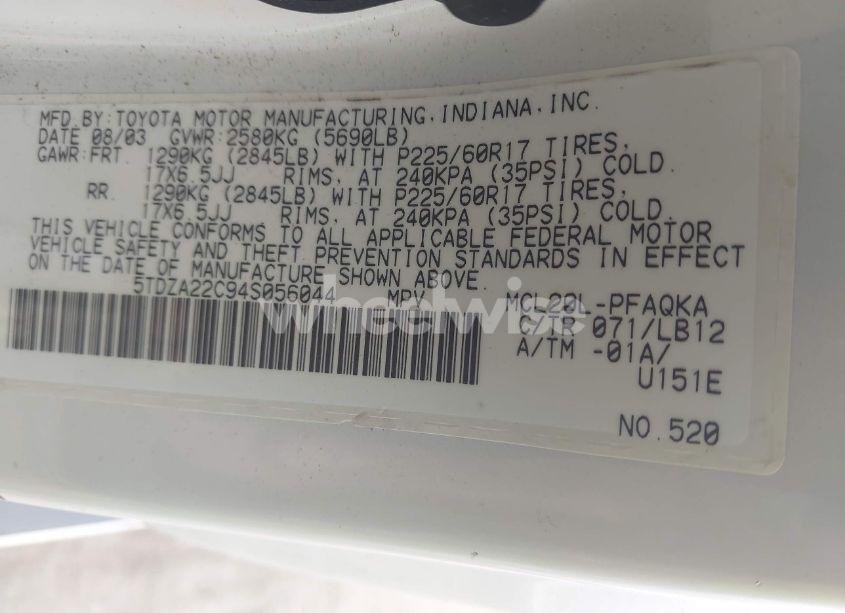 MFD.BY:TOYOTA MOTOR MANUFACTURING,INDIANA,INC.
DATE 08/03 GVWR:2580KG (5690LB)
GAWR:FRT. 1290KG (2845LB) WITH P225/60R17 TIRES,
17X6.5JJ RIMS, AT 240KPA (35PSI) COLD.
RR. 1290KG (2845LB) WITH P225/60R17 TIRES,
17X6.5JJ RIMS, AT 240KPA (35PSI) COLD.
THIS VEHICLE CONFORMS TO ALL APPLICABLE FEDERAL MOTOR
VEHICLE SAFETY AND THEFT PREVENTION STANDARDS IN EFFECT
ON THE DATE OF MANUFACTURE SHOWN ABOVE.
5TDZA22C94S056044 MPV MCL20L-PFAQKA
C/TR 071/LB12
A/TM -01A/
U151E
NO.520
wheelwise